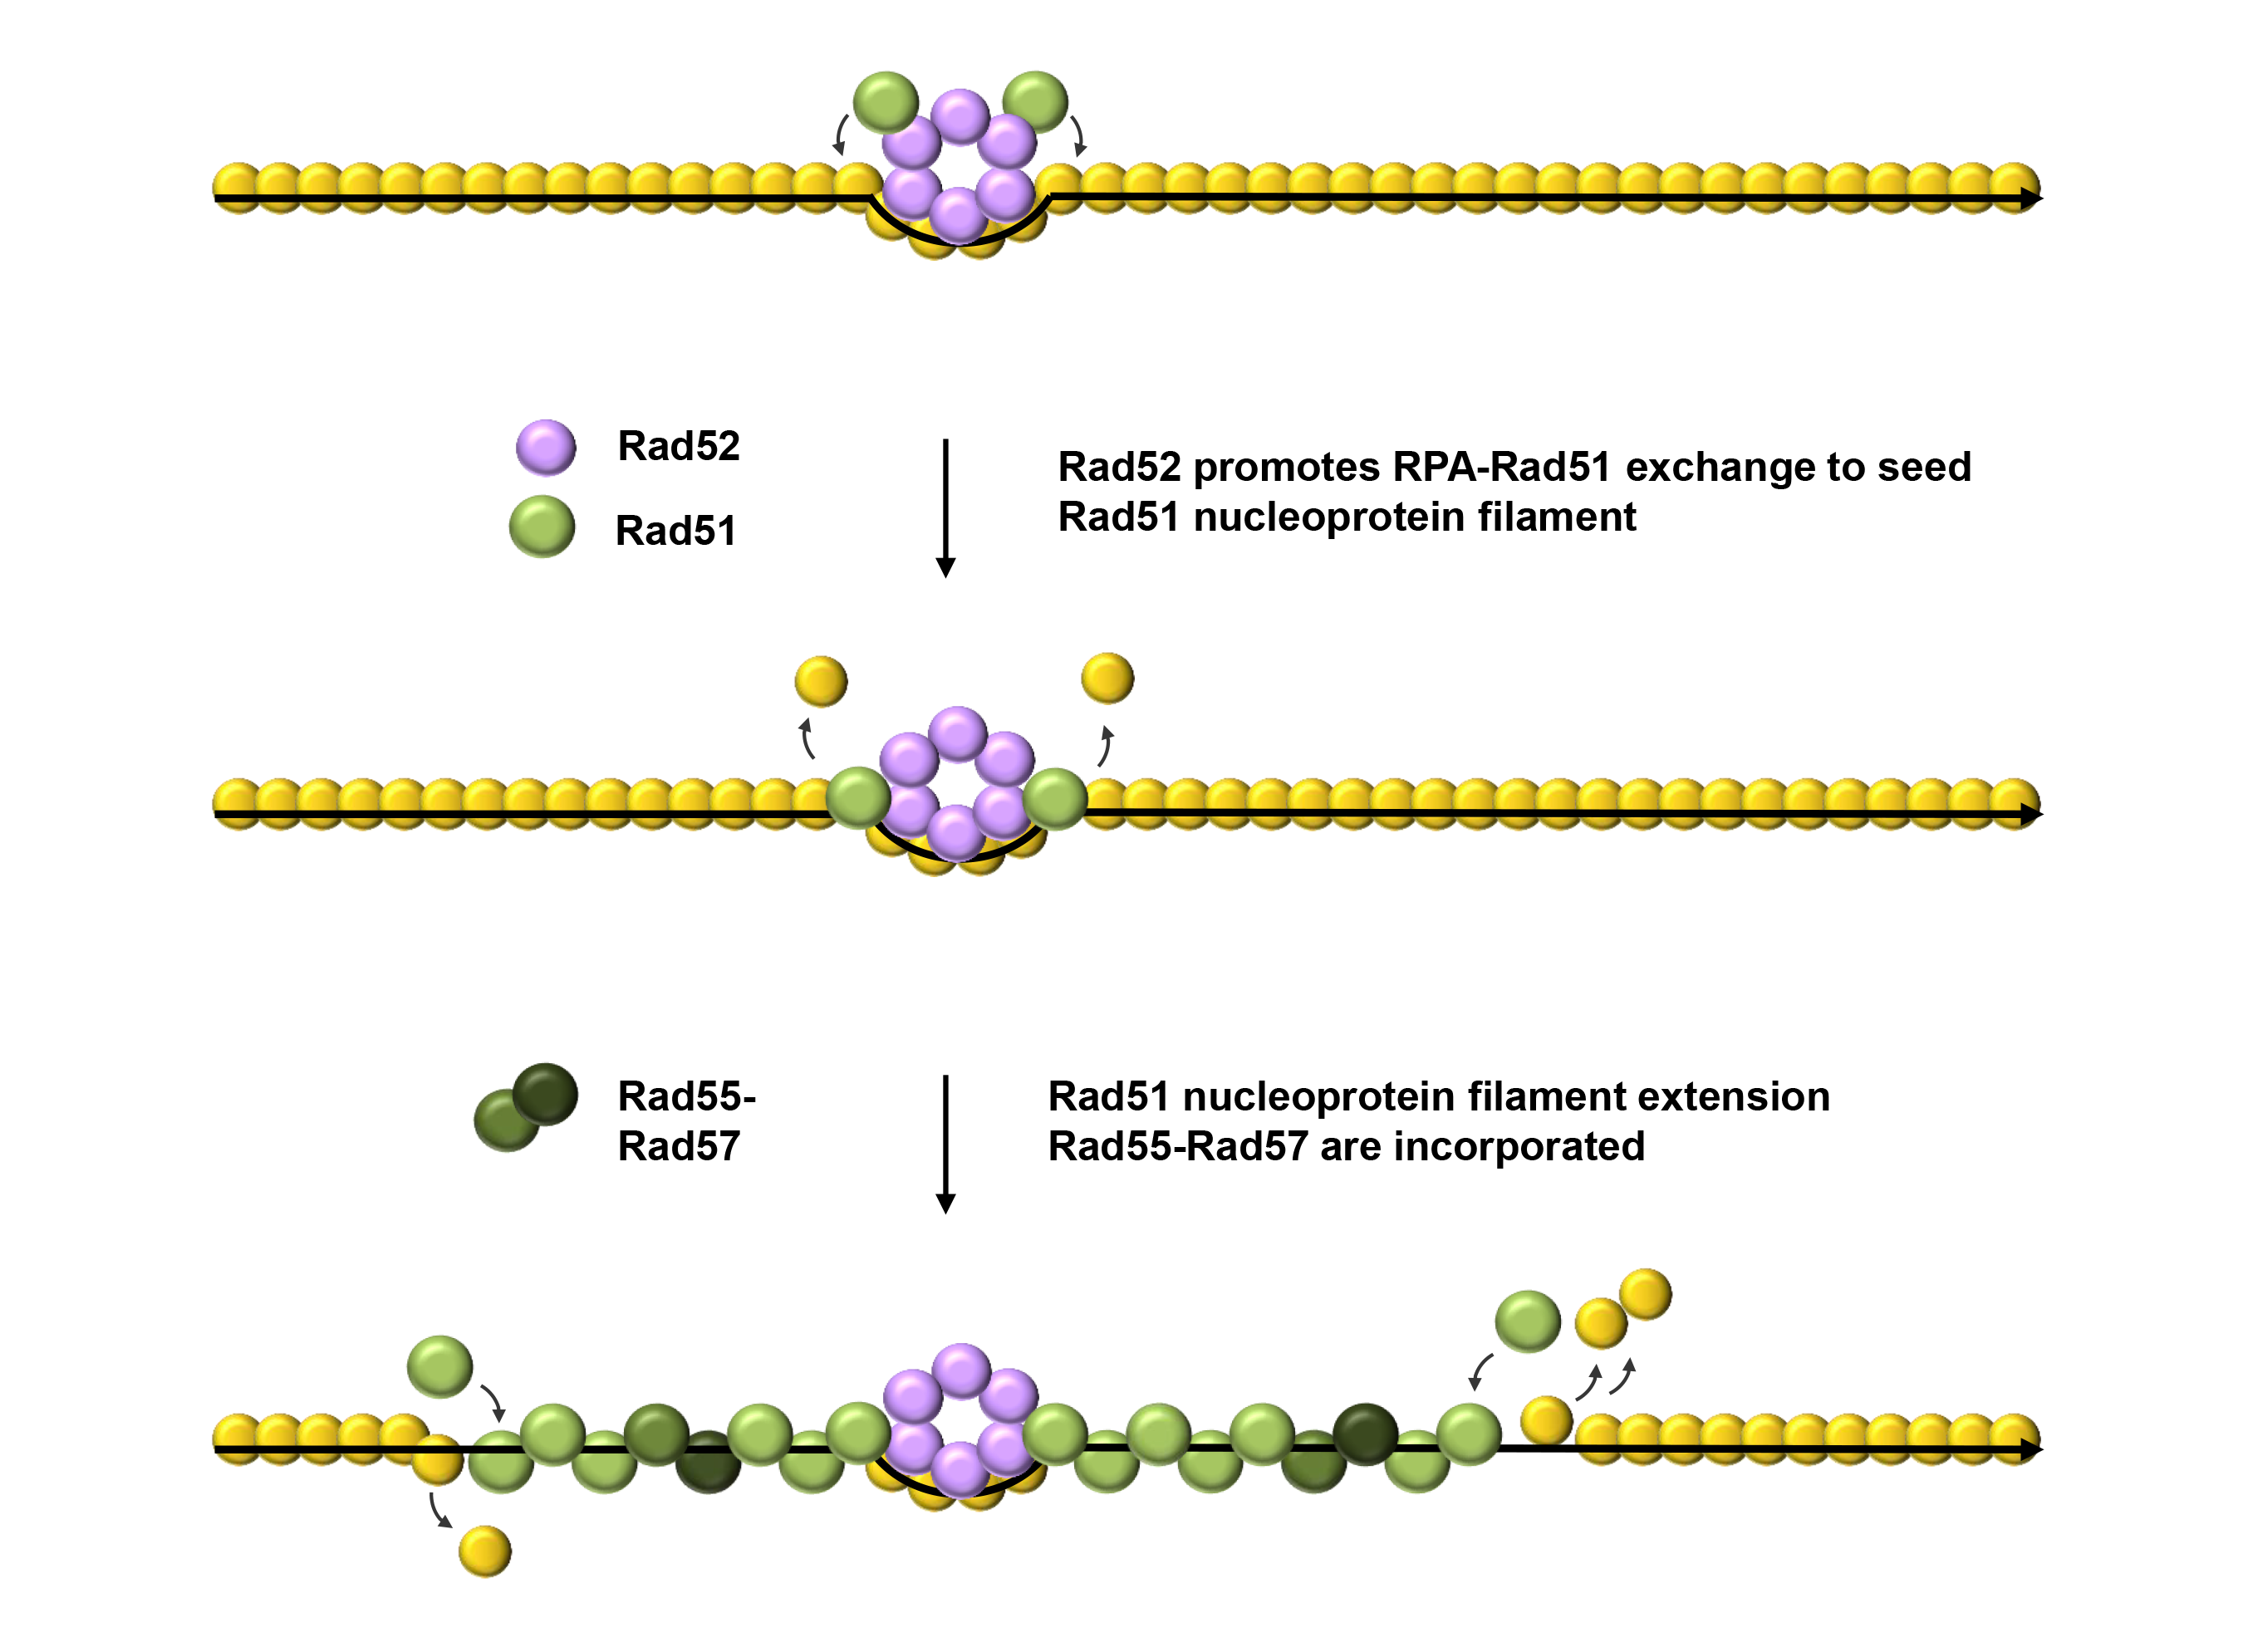 Rad52
Rad51
Rad52 promotes RPA-Rad51 exchange to seed
Rad51 nucleoprotein filament
Rad55-
Rad57
Rad51 nucleoprotein filament extension
Rad55-Rad57 are incorporated